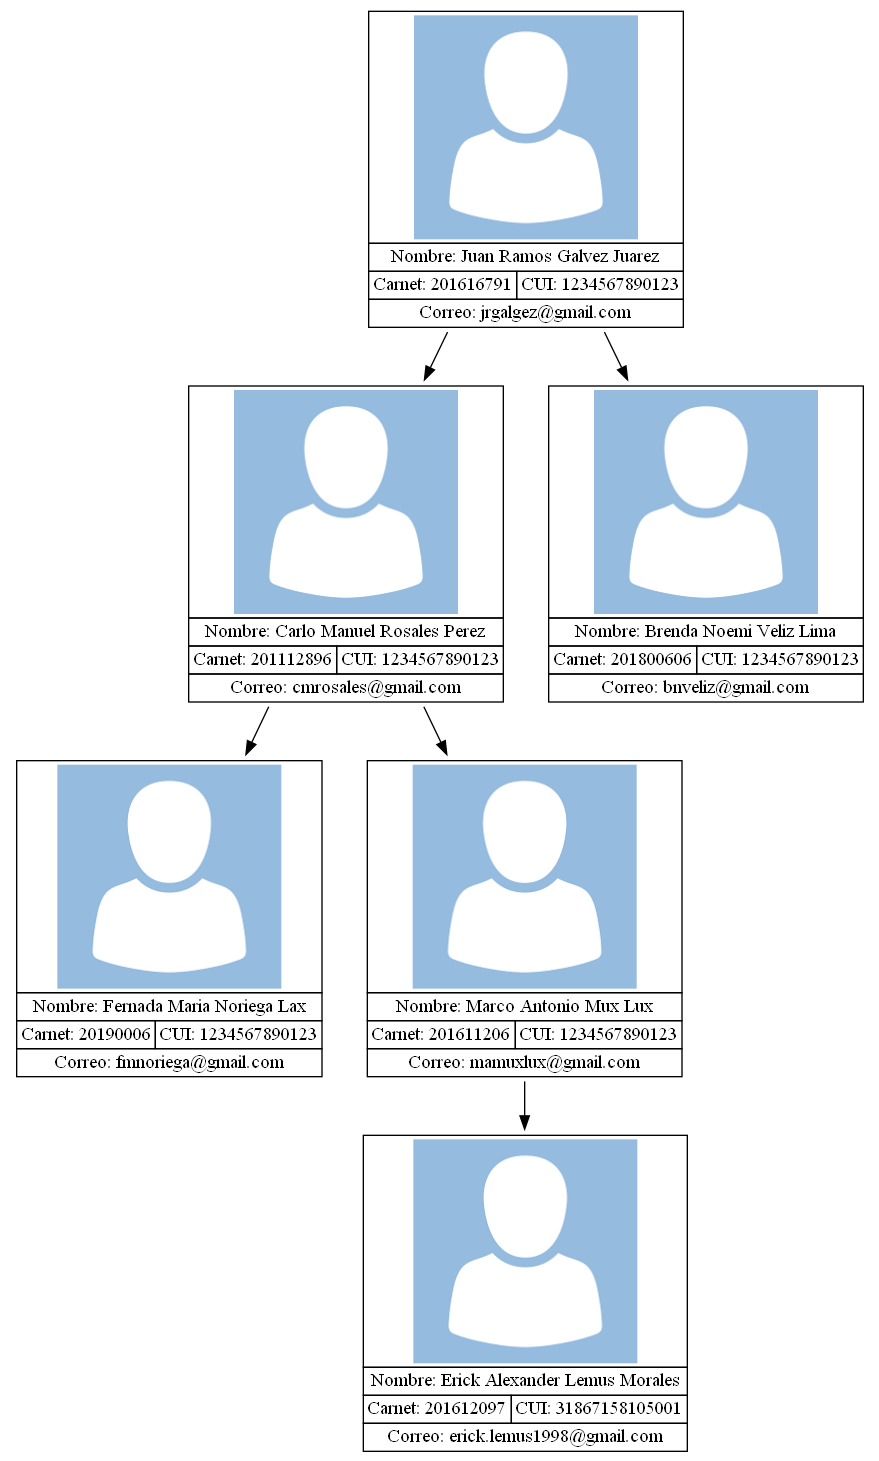 Nombre: Juan Ramos Galvez Juarez
Carnet: 201616791 CUI: 1234567890123
Correo: jrgalgez@gmail.com
Nombre: Carlo Manuel Rosales Perez
Carnet: 201112896 CUI: 1234567890123
Correo: cmrosales@gmail.com
Nombre: Brenda Noemi Veliz Lima
Carnet: 201800606 CUI: 1234567890123
Correo: bnveliz@gmail.com
Nombre: Fernada Maria Noriega Lax
Carnet: 20190006 CUI: 1234567890123
Correo: fmnoriega@gmail.com
Nombre: Marco Antonio Mux Lux
Carnet: 201611206 CUI: 1234567890123
Correo: mamuxlux@gmail.com
Nombre: Erick Alexander Lemus Morales
Carnet: 201612097 CUI: 31867158105001
Correo: erick.lemus1998@gmail.com